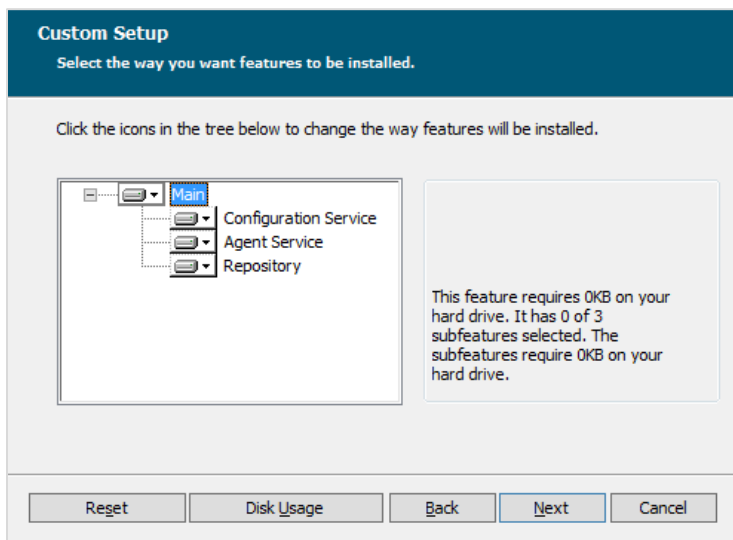 Custom Setup
Select the way you want features to be installed.
Click the icons in the tree below to change the way features will be installed.
Main
Configuration Service
Agent Service
Repository
This feature requires 0KB on your
hard drive. It has 0 of 3
subfeatures selected. The
subfeatures require 0KB on your
hard drive.
Reset
Disk Usage
Back
Next
Cancel